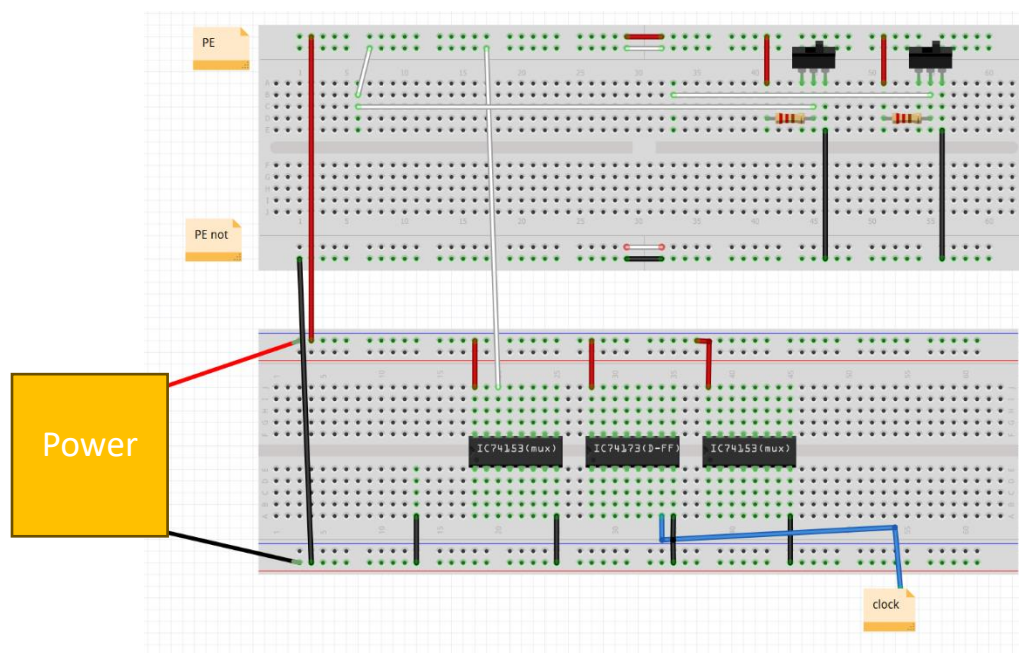 PE
PE not
Power
IC74153(mux)
IC74173(D-FF)
IC74153(mux)
clock